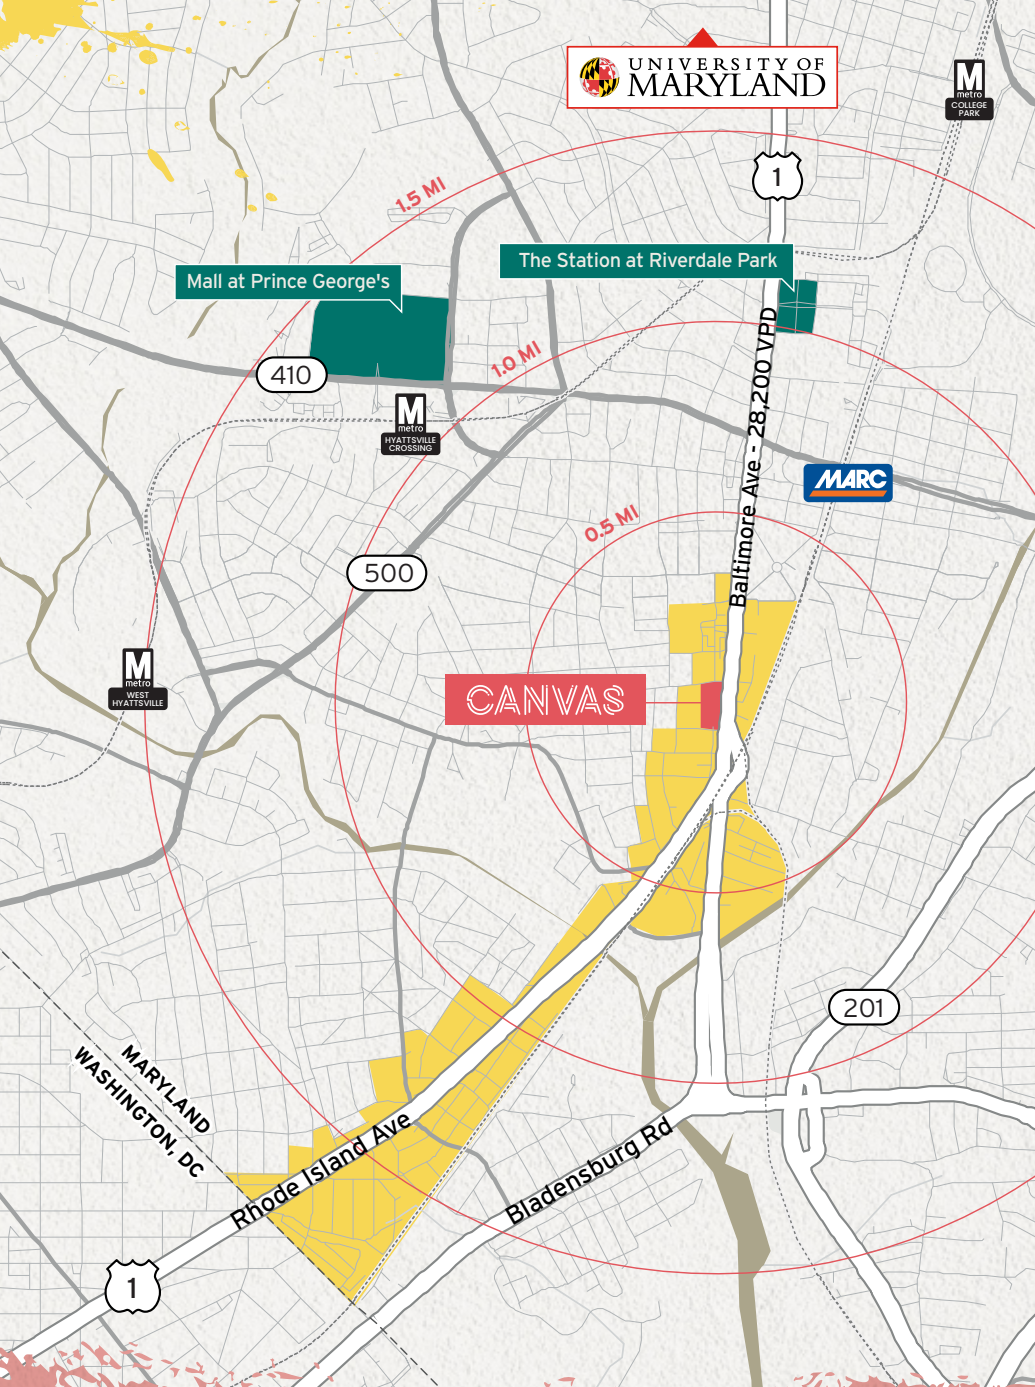 UNIVERSITY OF
MARYLAND
M
metro
COLLEGE
PARK
1
1.5 MI
The Station at Riverdale Park
Mall at Prince George's
1.0 MI
410
M
metro
HYATTSVILLE
CROSSING
Baltimore Ave - 28,200 VPD
MARC
0.5 MI
500
M
metro
WEST
HYATTSVILLE
CANVAS
201
MARYLAND
WASHINGTON, DC
Rhode Island Ave
Bladensburg Rd
1